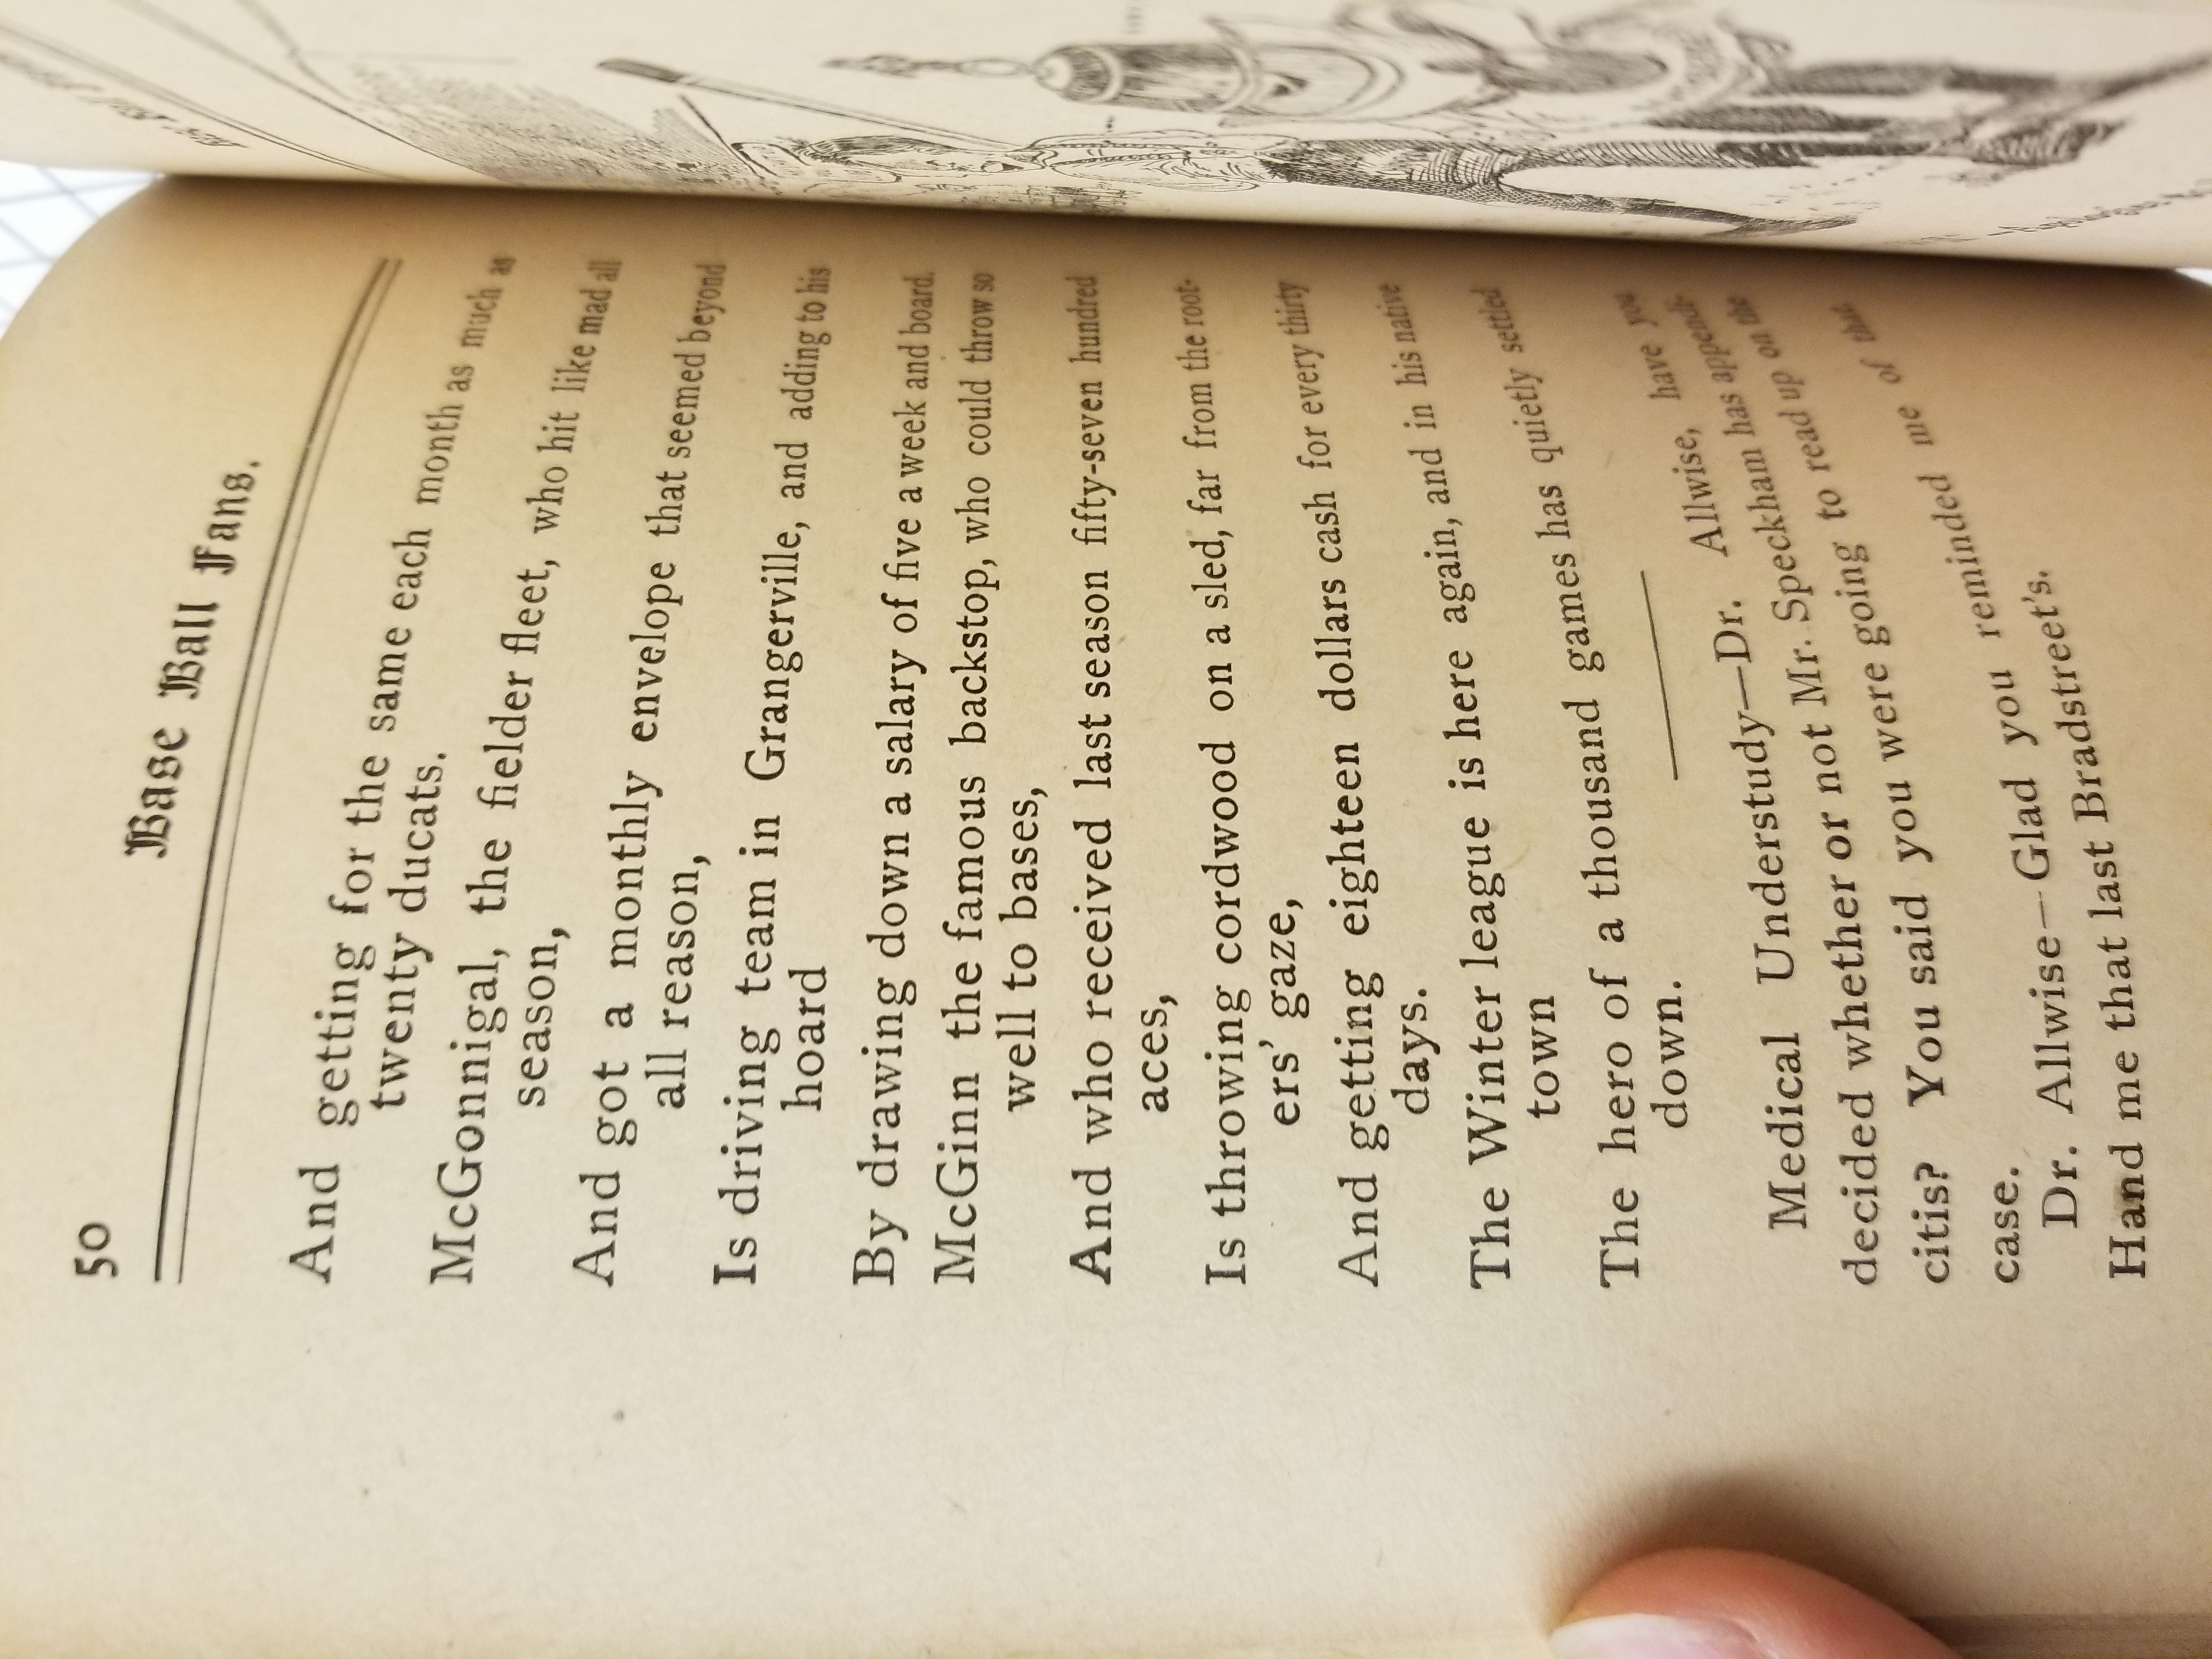 50
Base Ball Fans.
And getting for the same each month as much as
twenty ducats.
McGonnigal, the fielder fleet, who hit like mad all
season,
And got a monthly envelope that seemed beyond
all reason,
Is driving team in Grangerville, and adding to his
hoard
By drawing down a salary of five a week and board.
McGinn the famous backstop, who could throw so
well to bases,
And who received last season fifty-seven hundred
aces,
Is throwing cordwood on a sled, far from the root-
ers' gaze,
And getting eighteen dollars cash for every thirty
days.
The Winter league is here again, and in his native
town
The hero of a thousand games has quietly settled
down.
Medical Understudy—Dr. Allwise, have you
decided whether or not Mr. Speckham has appendi-
citis? You said you were going to read up on the
case.
Dr. Allwise—Glad you reminded me of that.
Hand me that last Bradstreet's.